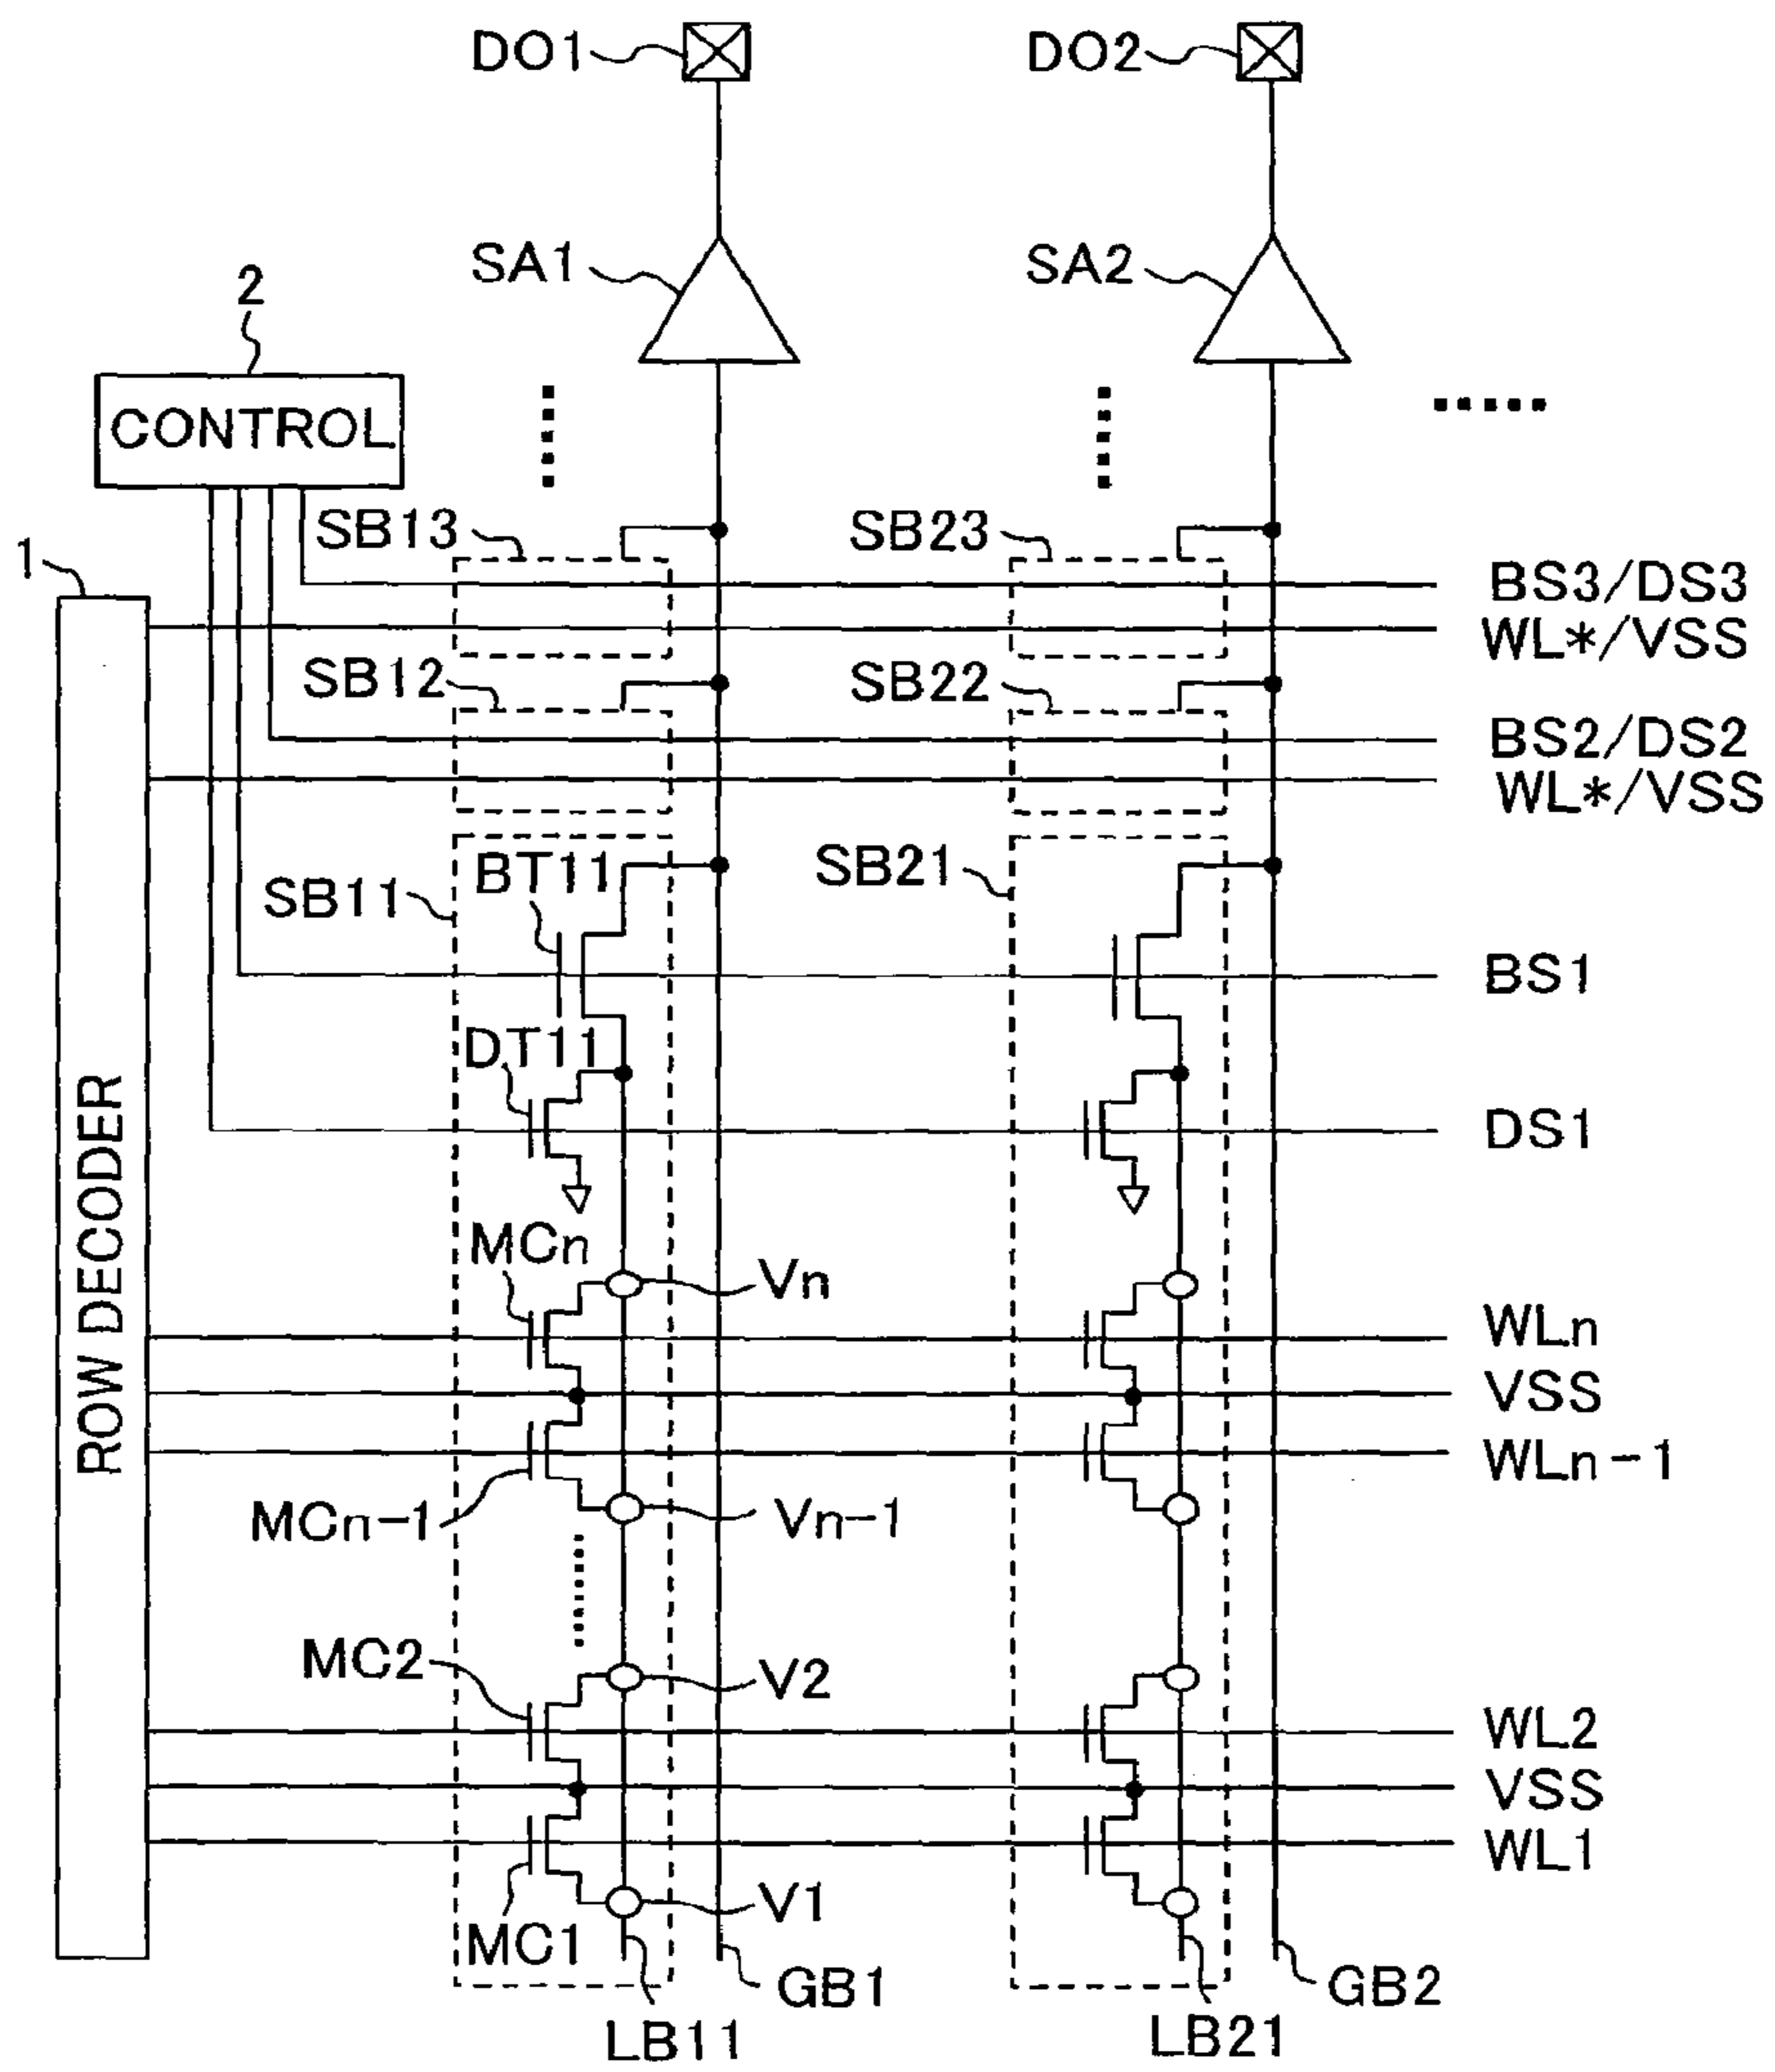 DO1
DO2
SA1
SA2
2
CONTROL
SB13
SB23
1
BS3/DS3
WL*/VSS
SB12
SB22
BS2/DS2
WL*/VSS
BT11
SB21
SB11
BS1
DT11
DS1
ROW DECODER
MCn
Vn
WLn
VSS
WLn-1
MCn-1
Vn-1
MC2
V2
WL2
VSS
WL1
V1
MC1
GB1
GB2
LB11
LB21